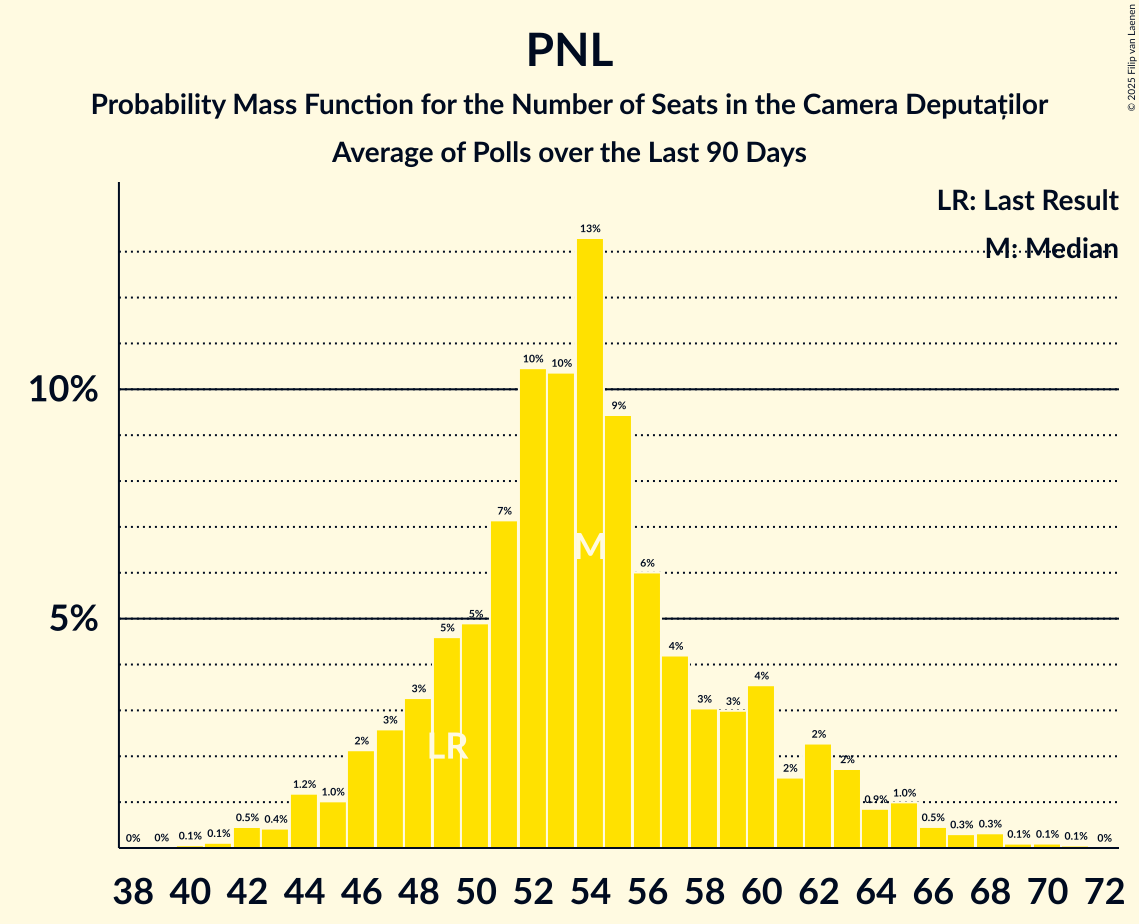 PNL
Probability Mass Function for the Number of Seats in the Camera Deputaților
Average of Polls over the Last 90 Days
© 2025 Filip van Laenen
LR: Last Result
M: Median
10%
5%
0% 0% 0.1% 0.1% 0.5% 0.4% 1.2% 1.0% 2% 3% 3% 5% 5% 7% 10% 10% 13% 9% 6% 4% 3% 3% 4% 2% 2% 2% 0.9% 1.0% 0.5% 0.3% 0.3% 0.1% 0.1% 0.1% 0%
M
LR
38 40 42 44 46 48 50 52 54 56 58 60 62 64 66 68 70 72